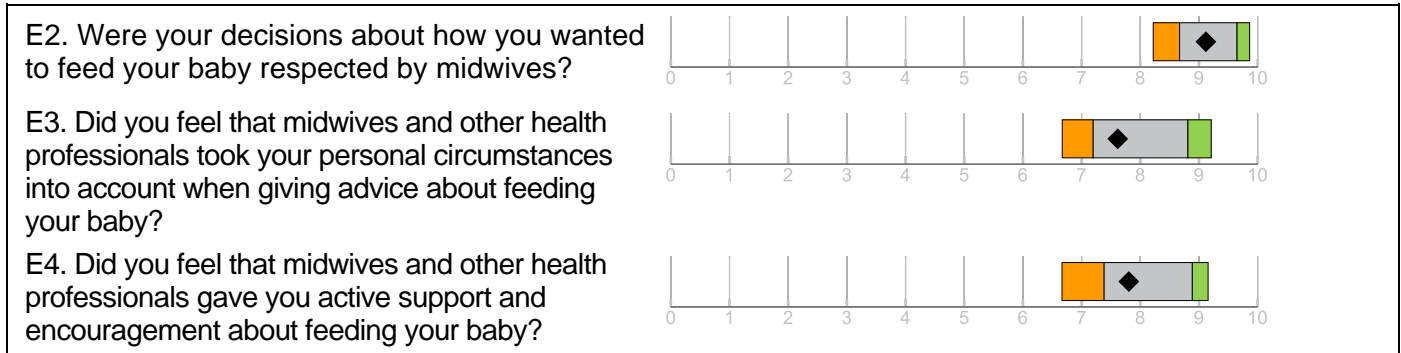 E2. Were your decisions about how you wanted
to feed your baby respected by midwives?
0 1 2 3 4 5 6 7 8 9 10
E3. Did you feel that midwives and other health
professionals took your personal circumstances
into account when giving advice about feeding
your baby?
0 1 2 3 4 5 6 7 8 9 10
E4. Did you feel that midwives and other health
professionals gave you active support and
encouragement about feeding your baby?
0 1 2 3 4 5 6 7 8 9 10